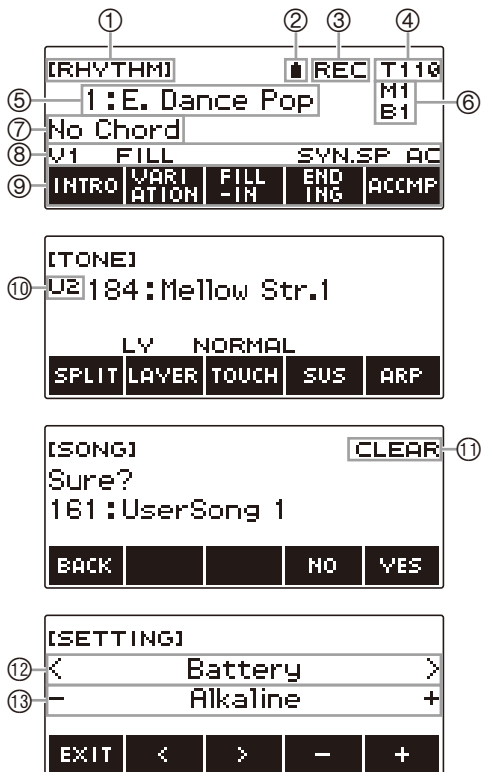 ① ② ③ ④
[RHYTHM] REC T110
⑤ 1:E. Dance Pop M1 ⑥
B1
⑦ No Chord
⑧ V1 FILL SYN.SP AC
⑨ INTRO VARI ATION FILL -IN END ING ACCMP
[TONE]
⑩ U2 184:Mellow Str.1
LY NORMAL
SPLIT LAYER TOUCH SUS ARP
[SONG] CLEAR ⑪
Sure?
161:UserSong 1
BACK NO YES
[SETTING]
⑫ < Battery >
⑬ - Alkaline +
EXIT < > - +